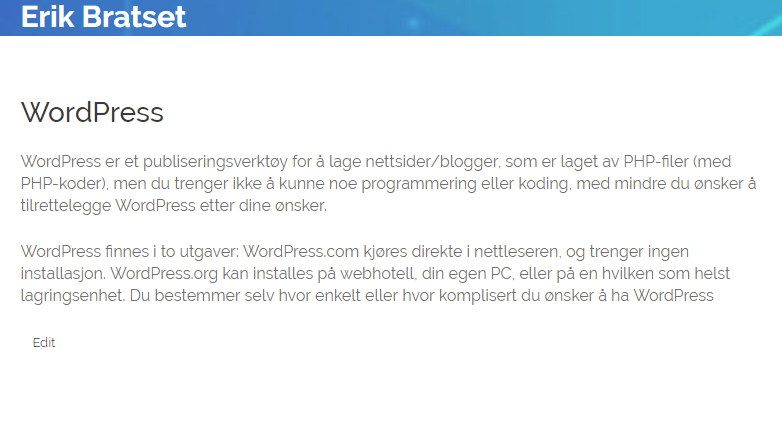 Erik Bratset
WordPress
WordPress er et publiseringsverktøy for å lage nettsider/blogger, som er laget av PHP-filer (med
PHP-koder), men du trenger ikke å kunne noe programmering eller koding, med mindre du ønsker å
tilrettelegge WordPress etter dine ønsker.
WordPress finnes i to utgaver: WordPress.com kjøres direkte i nettleseren, og trenger ingen
installasjon. WordPress.org kan installes på webhotell, din egen PC, eller på en hvilken som helst
lagringsenhet. Du bestemmer selv hvor enkelt eller hvor komplisert du ønsker å ha WordPress
Edit